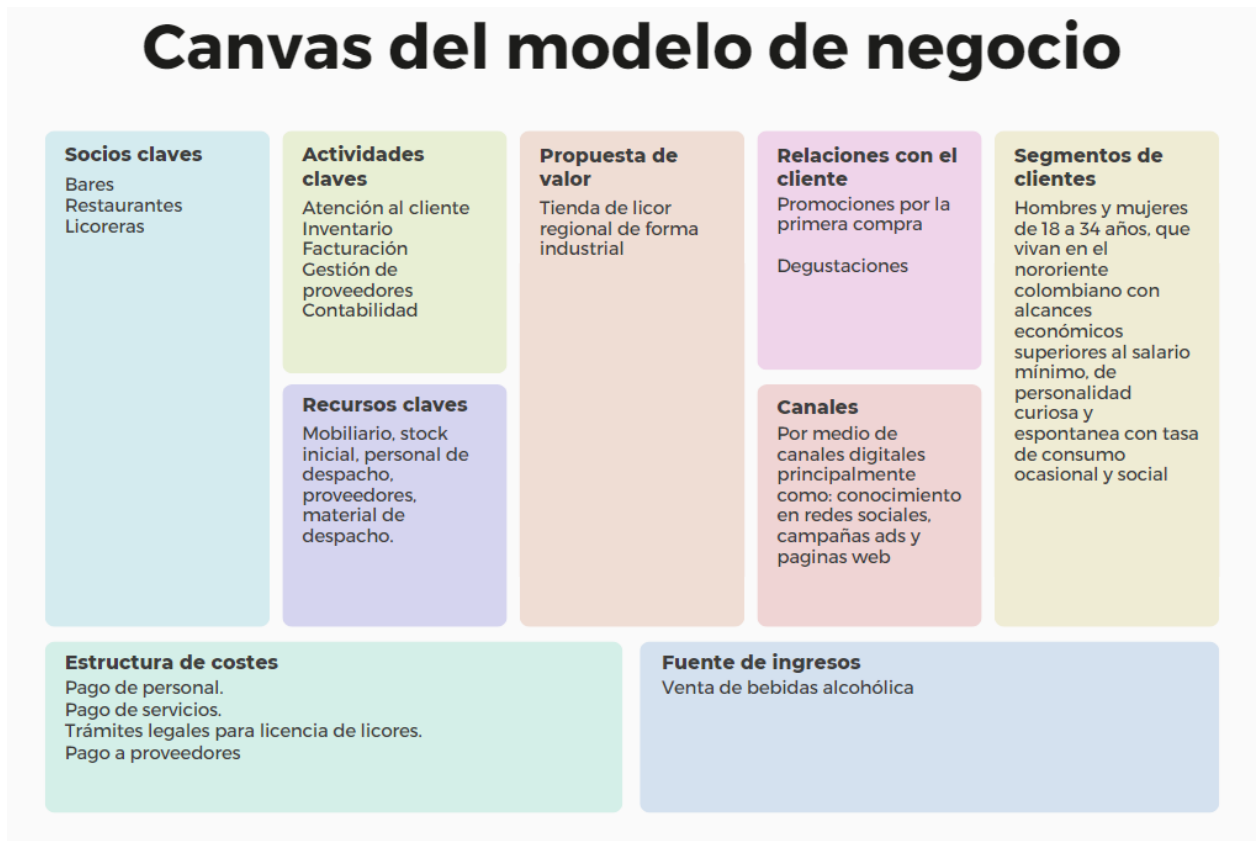 Canvas del modelo de negocio
Socios claves
Bares
Restaurantes
Licoreras
Actividades
claves
Atención al cliente
Inventario
Facturación
Gestión de
proveedores
Contabilidad
Recursos claves
Mobiliario, stock
inicial, personal de
despacho,
proveedores,
material de
despacho.
Propuesta de
valor
Tienda de licor
regional de forma
industrial
Relaciones con el
cliente
Promociones por la
primera compra
Degustaciones
Canales
Por medio de
canales digitales
principalmente
como: conocimiento
en redes sociales,
campañas ads y
paginas web
Segmentos de
clientes
Hombres y mujeres
de 18 a 34 años, que
vivan en el
nororiente
colombiano con
alcances
económicos
superiores al salario
mínimo, de
personalidad
curiosa y
espontanea con tasa
de consumo
ocasional y social
Estructura de costes
Pago de personal.
Pago de servicios.
Trámites legales para licencia de licores.
Pago a proveedores
Fuente de ingresos
Venta de bebidas alcohólica